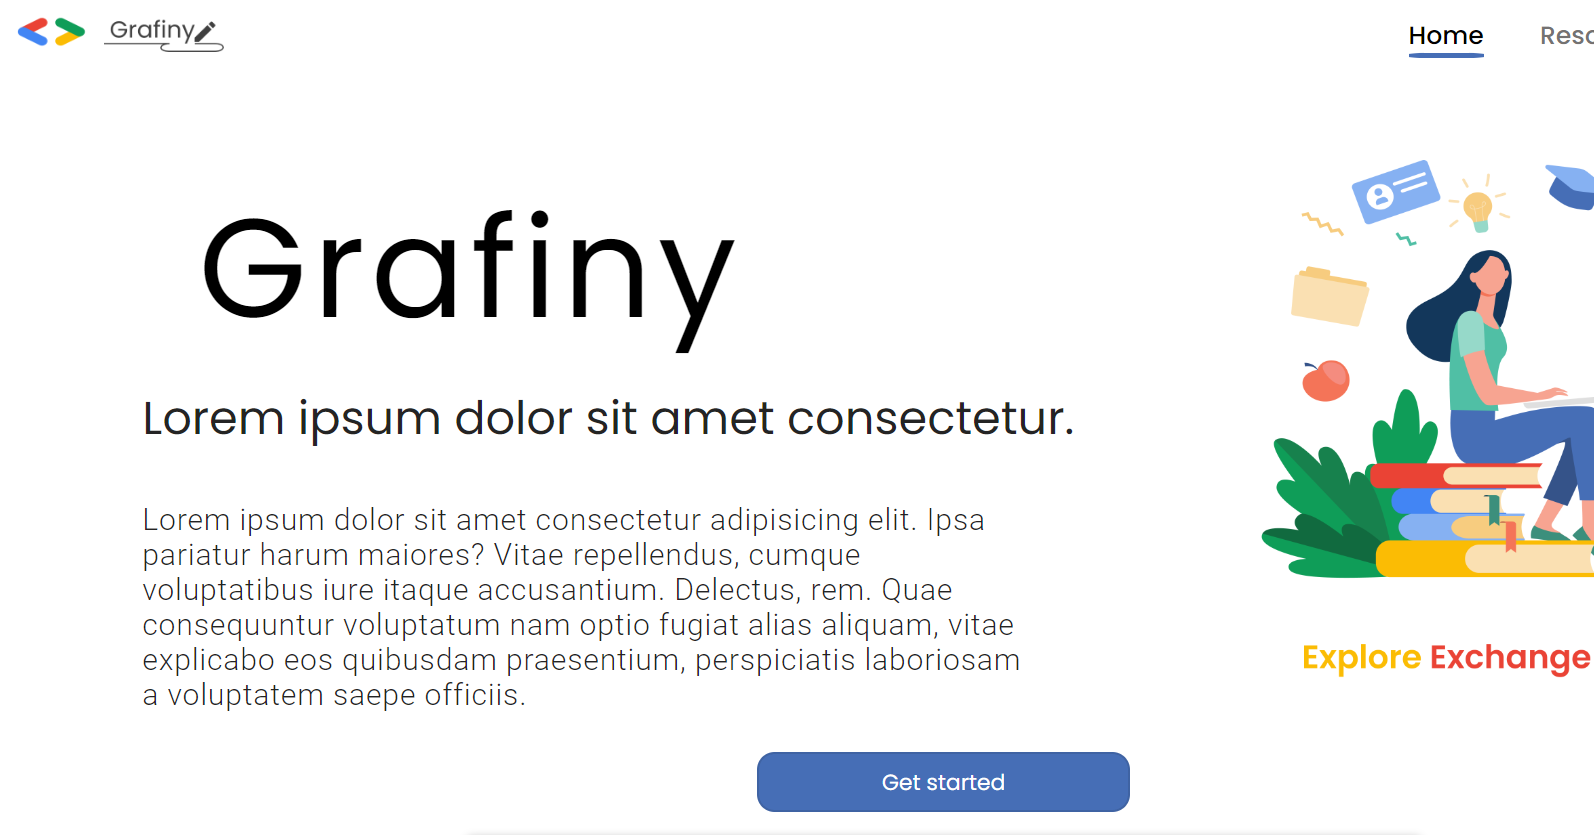 Grafiny
Home
Grafiny
Lorem ipsum dolor sit amet consectetur.
Lorem ipsum dolor sit amet consectetur adipisicing elit. Ipsa
pariatur harum maiores? Vitae repellendus, cumque
voluptatibus iure itaque accusantium. Delectus, rem. Quae
consequuntur voluptatum nam optio fugiat alias aliquam, vitae
explicabo eos quibusdam praesentium, perspiciatis laboriosam
a voluptatem saepe officiis.
Explore Exchange
Get started